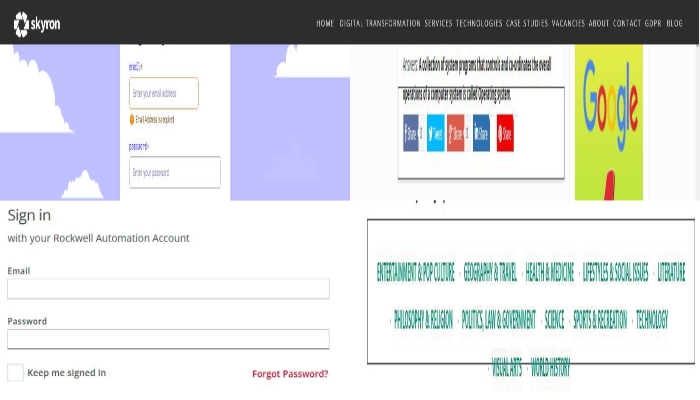 skyron
HOME DIGITAL TRANSFORMATION SERVICES TECHNOLOGIES CASE STUDIES VACANCIES ABOUT CONTACT GDPR BLOG
Enter your email address
Email Address is required
password*
Enter your password
Answer: A collection of system programs that controls and co-ordinates the overall
operations of a computer system is called Operating system.
Share Tweet Share Share Share
Google
Sign in
with your Rockwell Automation Account
Email
Password
Keep me signed in
Forgot Password?
ENTERTAINMENT & POP CULTURE · GEOGRAPHY & TRAVEL · HEALTH & MEDICINE · LIFESTYLES & SOCIAL ISSUES · LITERATURE
· PHILOSOPHY & RELIGION · POLITICS, LAW & GOVERNMENT · SCIENCE · SPORTS & RECREATION · TECHNOLOGY
· VISUAL ARTS · WORLD HISTORY